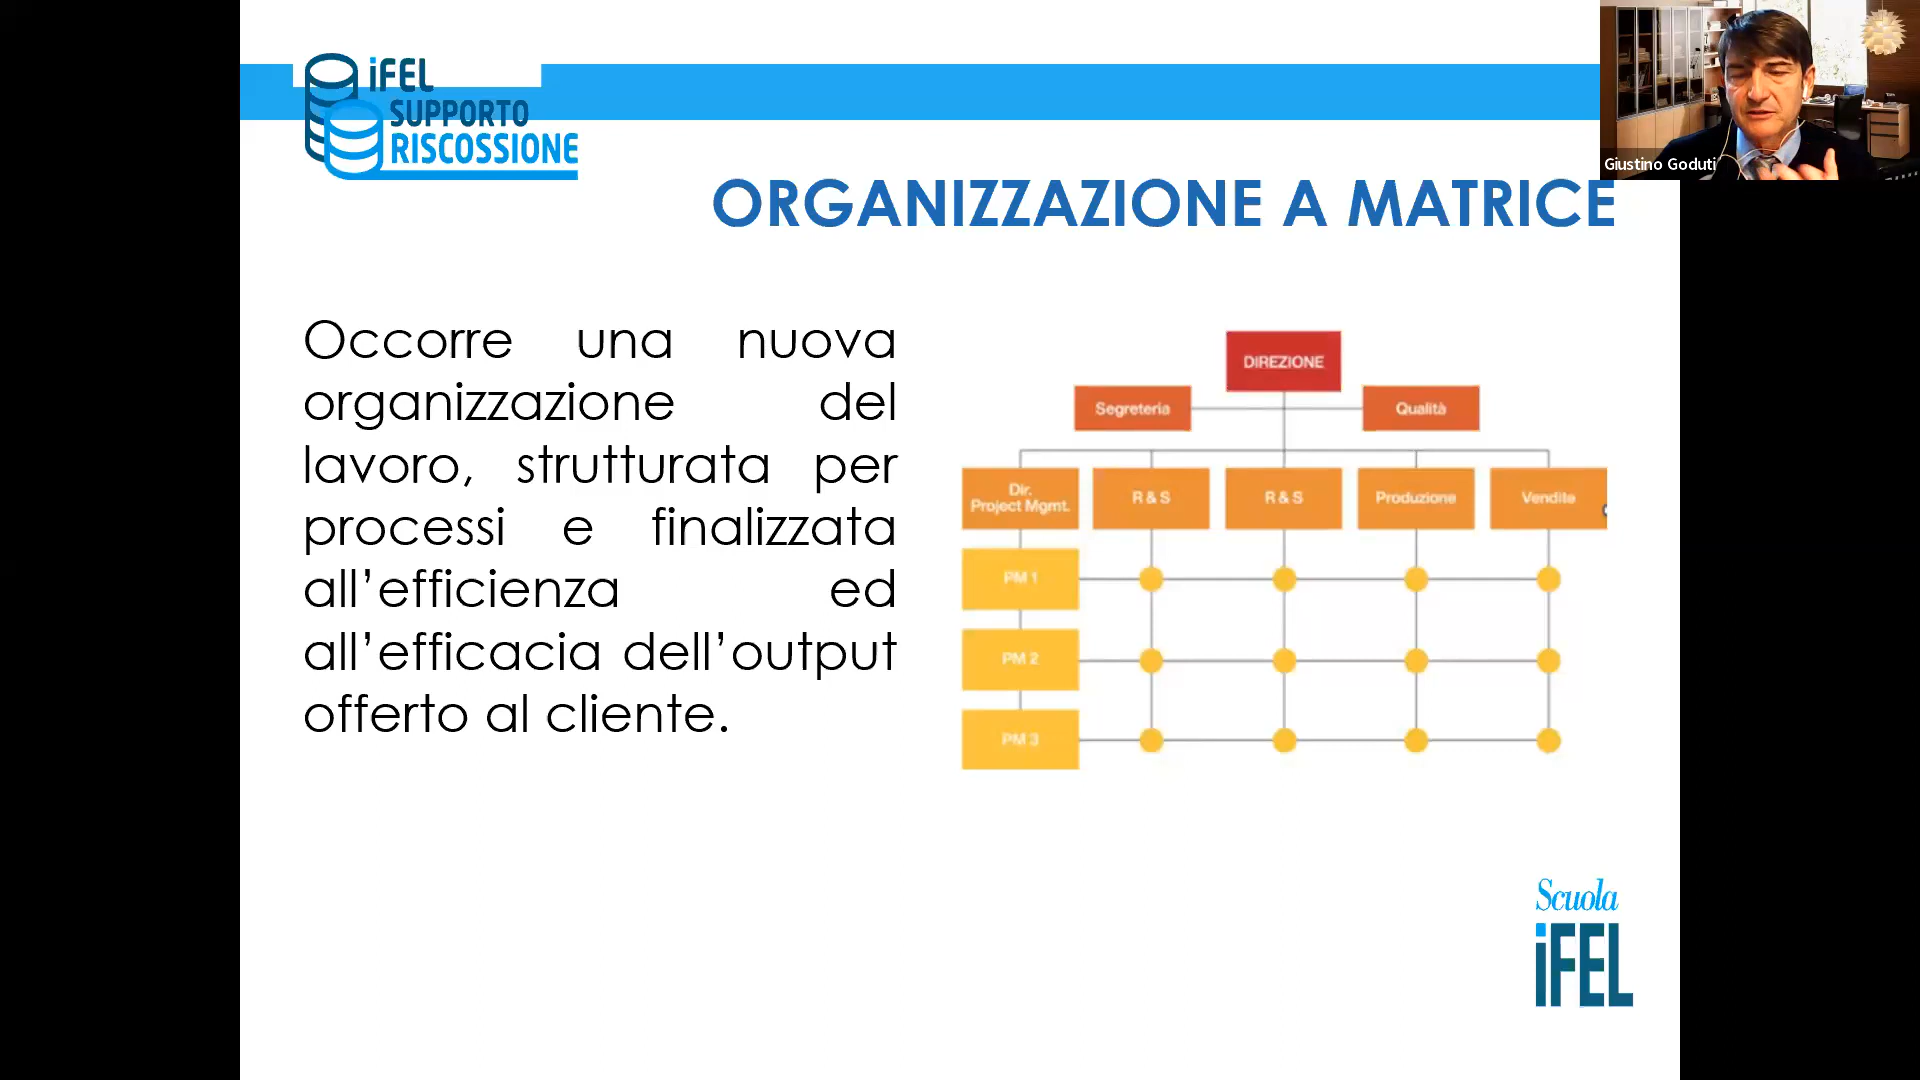 iFEL
SUPPORTO
RISCOSSIONE
Giustino Goduti
ORGANIZZAZIONE A MATRICE
Occorre una nuova
organizzazione del
lavoro, strutturata per
processi e finalizzata
all’efficienza ed
all’efficacia dell’output
offerto al cliente.
DIREZIONE
Segreteria
Qualità
Dir.
Project Mgmt.
R & S
R & S
Produzione
Vendite
PM 1
PM 2
PM 3
Scuola
iFEL